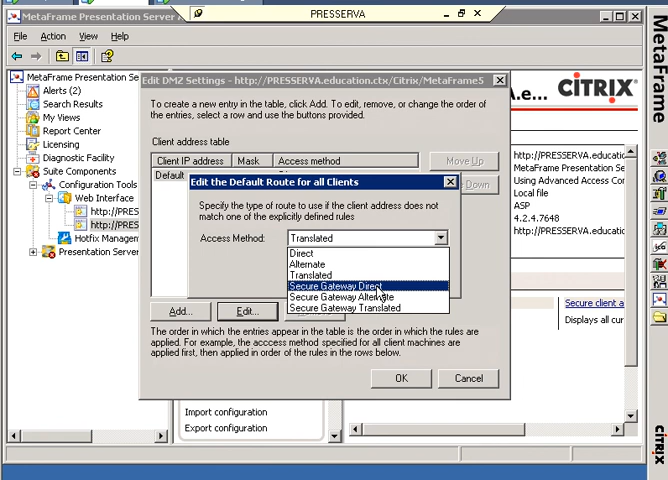 PRESSERVA
MetaFrame Presentation Server
File Action View Help
MetaFrame Presentation Se
Alerts (2)
Search Results
My Views
Report Center
Licensing
Diagnostic Facility
Suite Components
Configuration Tools
Web Interface
http://PRES
http://PRES
Hotfix Managem
Presentation Server
Edit DMZ Settings - http://PRESSERVA.education.ctx/Citrix/MetaFrame5
To create a new entry in the table, click Add. To edit, remove, or change the order of
the entries, select a row and use the buttons provided.
Client address table
Client IP address Mask Access method
Default
Move Up
Down
Edit the Default Route for all Clients
Specify the type of route to use if the client address does not
match one of the explicitly defined rules
Access Method: Translated
Direct
Alternate
Translated
Secure Gateway Direct
Secure Gateway Alternate
Secure Gateway Translated
Add... Edit...
The order in which the entries appear in the table is the order in which the rules are
applied. For example, the acccess method specified for all client machines are
applied first, then applied in order of the rules in the rows below.
OK Cancel
Import configuration
Export configuration
A.e... CITRIX
http://PRESSERVA.educatio
MetaFrame Presentation Se
Using Advanced Access Con
Local file
ASP
4.2.4.7648
http://PRESSERVA.educatio
Secure client a
Displays all cur
MetaFrame
CITRIX